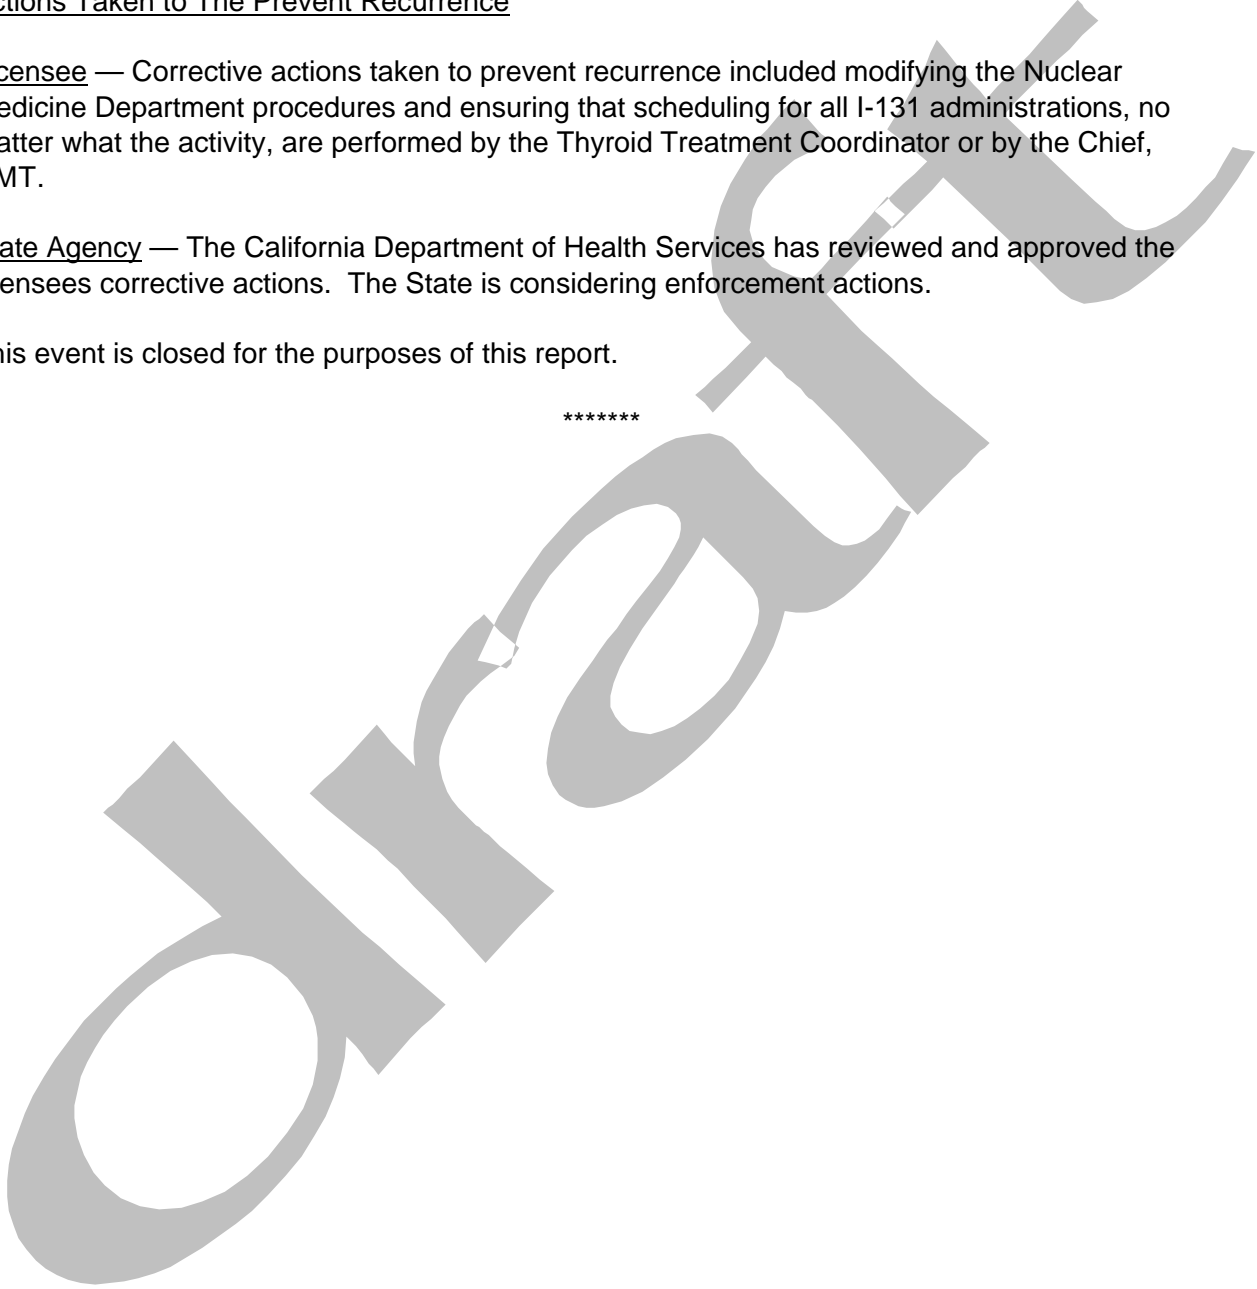 ctions Taken to The Prevent Recurrence
censee — Corrective actions taken to prevent recurrence included modifying the Nuclear
edicine Department procedures and ensuring that scheduling for all I-131 administrations, no
atter what the activity, are performed by the Thyroid Treatment Coordinator or by the Chief,
MT.
ate Agency — The California Department of Health Services has reviewed and approved the
ensees corrective actions.  The State is considering enforcement actions.
his event is closed for the purposes of this report.
*******
draft